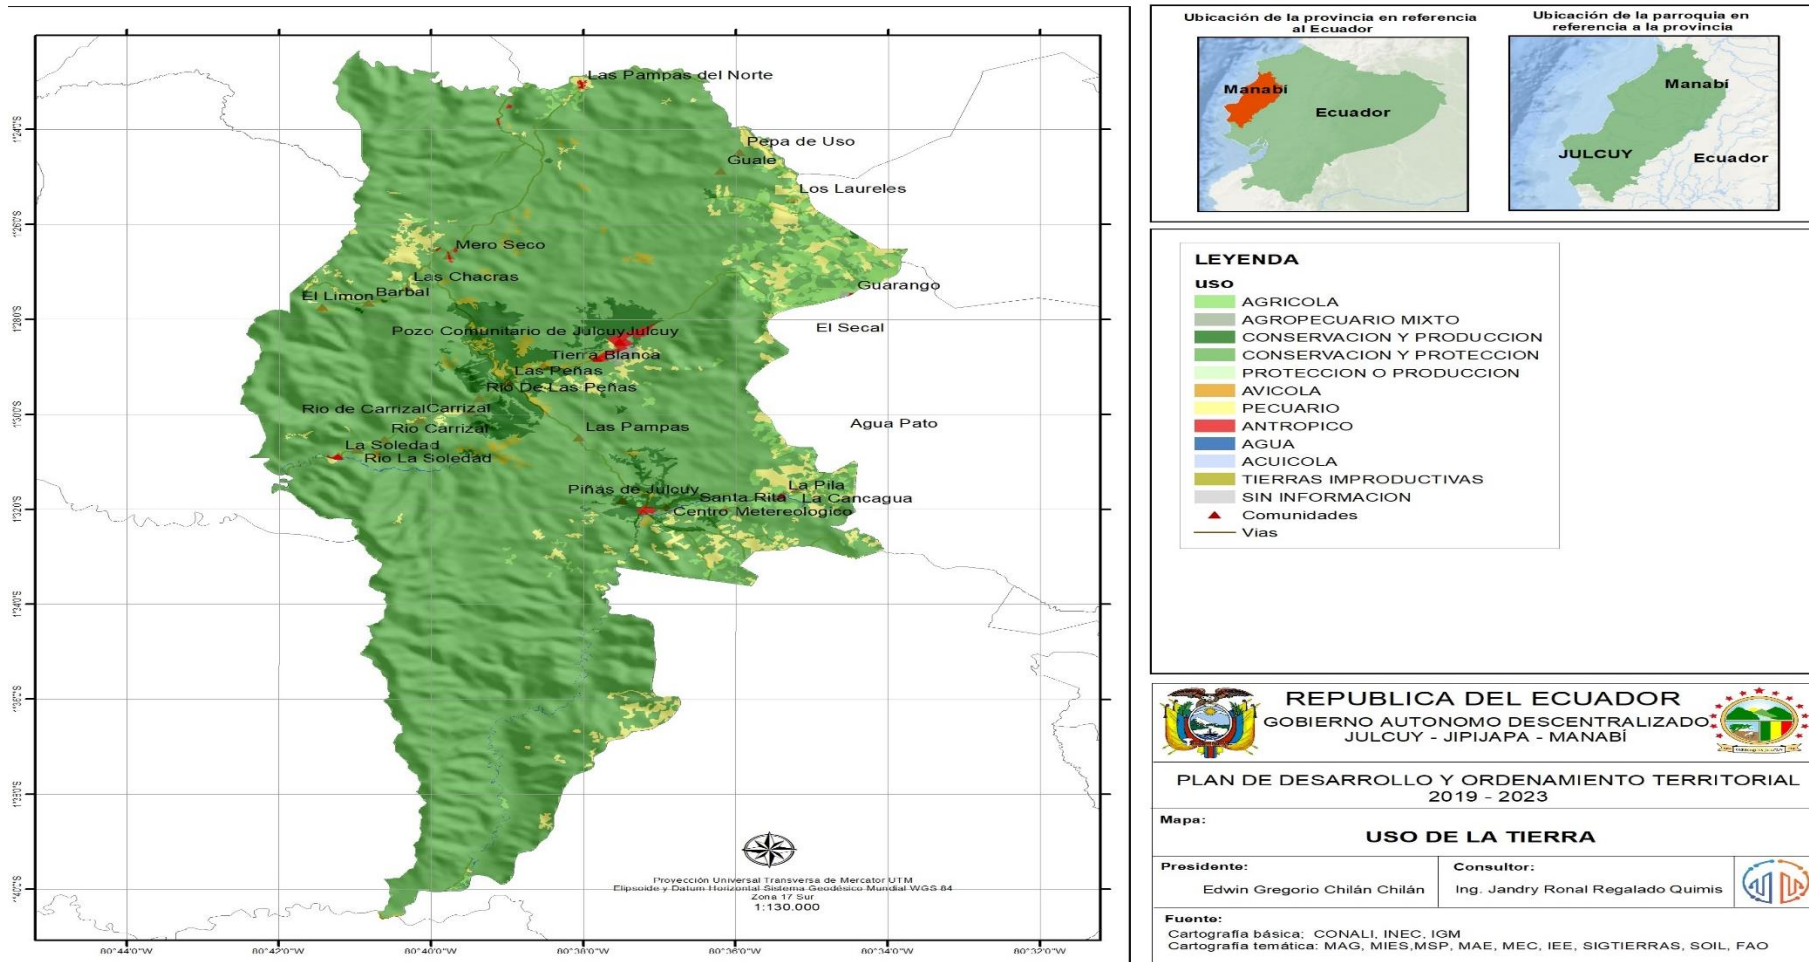 Las Pampas del Norte
Pepa de Uso
Guale
Los Laureles
Mero Seco
Las Chacras
Guarango
El Limon
Barbal
El Secal
Pozo Comunitario de Julcuy
Julcuy
Tierra Blanca
Las Peñas
Rio De Las Peñas
Rio de Carrizal
Carrizal
Agua Pato
Rio Carrizal
Las Pampas
La Soledad
Rio La Soledad
La Pila
Piñas de Julcuy
Santa Rita
La Cancagua
Centro Metereologico
Proyección Universal Transversa de Mercator UTM
Elipsoide y Datum Horizontal Sistema Geodésico Mundial WGS 84
Zona 17 Sur
1:130.000
80°44'0"W
80°42'0"W
80°40'0"W
80°38'0"W
80°36'0"W
80°34'0"W
80°32'0"W
Ubicación de la provincia en referencia
al Ecuador
Manabí
Ecuador
Ubicación de la parroquia en
referencia a la provincia
Manabí
JULCUY
Ecuador
LEYENDA
uso
AGRICOLA
AGROPECUARIO MIXTO
CONSERVACION Y PRODUCCION
CONSERVACION Y PROTECCION
PROTECCION O PRODUCCION
AVICOLA
PECUARIO
ANTROPICO
AGUA
ACUICOLA
TIERRAS IMPRODUCTIVAS
SIN INFORMACION
Comunidades
Vias
REPUBLICA DEL ECUADOR
GOBIERNO AUTONOMO DESCENTRALIZADO
JULCUY - JIPIJAPA - MANABÍ
PLAN DE DESARROLLO Y ORDENAMIENTO TERRITORIAL
2019 - 2023
Mapa:
USO DE LA TIERRA
Presidente:
Edwin Gregorio Chilán Chilán
Consultor:
Ing. Jandry Ronal Regalado Quimis
Fuente:
Cartografía básica: CONALI, INEC, IGM
Cartografía temática: MAG, MIES,MSP, MAE, MEC, IEE, SIGTIERRAS, SOIL, FAO